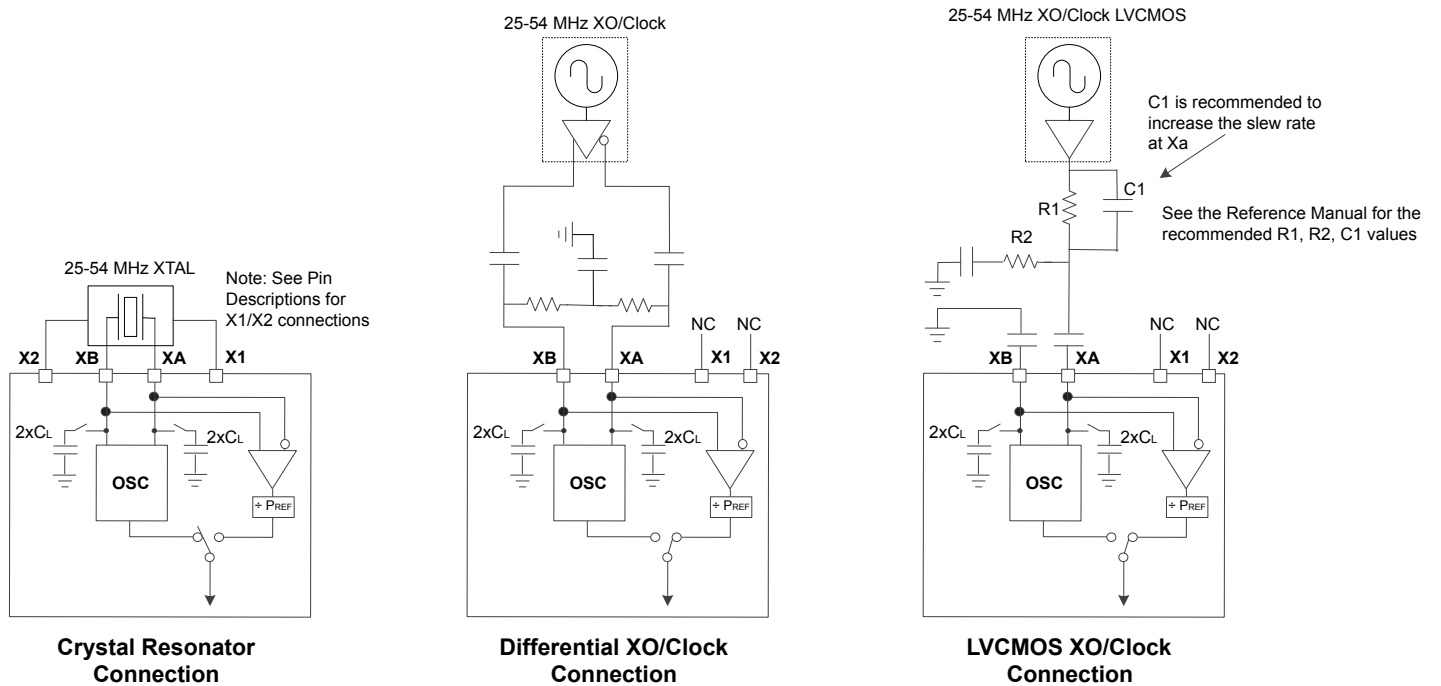 25-54 MHz XTAL
Note: See Pin
Descriptions for
X1/X2 connections
X2 XB XA X1
2xCL 2xCL
OSC
÷ PREF
Crystal Resonator
Connection
25-54 MHz XO/Clock
NC NC
XB XA X1 X2
2xCL 2xCL
OSC
÷ PREF
Differential XO/Clock
Connection
25-54 MHz XO/Clock LVCMOS
C1 is recommended to
increase the slew rate
at Xa
C1
R1
See the Reference Manual for the
recommended R1, R2, C1 values
R2
NC NC
XB XA X1 X2
2xCL 2xCL
OSC
÷ PREF
LVCMOS XO/Clock
Connection